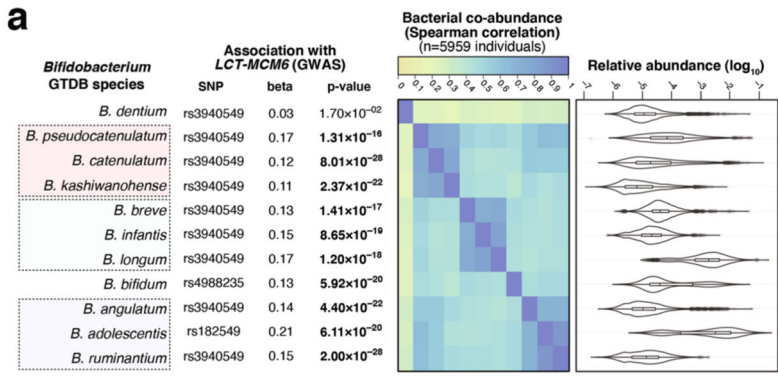 a
Bifidobacterium
GTDB species
Association with
LCT-MCM6 (GWAS)
SNP beta p-value
Bacterial co-abundance
(Spearman correlation)
(n=5959 individuals)
0 0.1 0.2 0.3 0.4 0.5 0.6 0.7 0.8 0.9 1
Relative abundance (log10)
−7 −6 −5 −4 −3 −2 −1
B. dentium rs3940549 0.03 1.70×10−02
B. pseudocatenulatum rs3940549 0.17 1.31×10−16
B. catenulatum rs3940549 0.12 8.01×10−28
B. kashiwanohense rs3940549 0.11 2.37×10−22
B. breve rs3940549 0.13 1.41×10−17
B. infantis rs3940549 0.15 8.65×10−19
B. longum rs3940549 0.17 1.20×10−18
B. bifidum rs4988235 0.13 5.92×10−20
B. angulatum rs3940549 0.14 4.40×10−22
B. adolescentis rs182549 0.21 6.11×10−20
B. ruminantium rs3940549 0.15 2.00×10−28